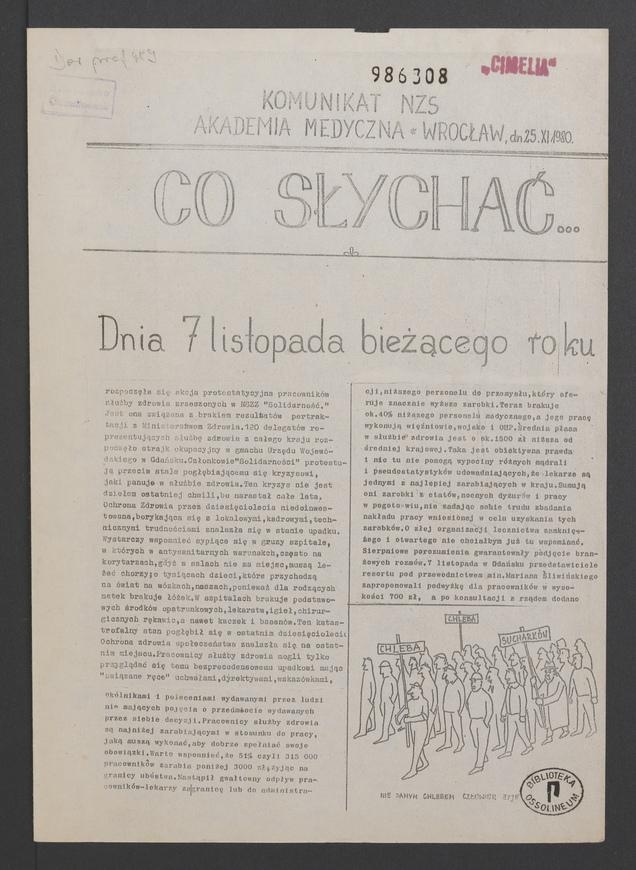 986308
„CIMELIA"
KOMUNIKAT NZS
AKADEMIA MEDYCZNA * WROCŁAW, dn 25.XI.1980.
CO SŁYCHAĆ...
Dnia 7 listopada bieżącego roku
rozpoczęła się akcja protestacyjna pracowników
służby zdrowia zrzeszonych w NSZZ "Solidarność."
Jest ona związana z brakiem rezultatów pertrak-
tacji z Ministerstwem Zdrowia.120 delegatów re-
prezentujących służbę zdrowia z całego kraju roz-
poczęło strajk okupacyjny w gmachu Urzędu Wojewó-
dzkiego w Gdańsku.Członkowie"Solidarności" protestu-
ją przeciw stale pogłębiającemu się kryzysowi,
jaki panuje w służbie zdrowia.Ten kryzys nie jest
dziełem ostatniej chwili,bu narastał całe lata.
Ochrona Zdrowia przez dziesięciolecia niedoinwes-
towana,borykająca się z lokalowymi,kadrowymi,tech-
nicznymi trudnościami znalazła się w stanie upadku.
Wystarczy wspomnieć sypiące się w gruzy szpitale,
w których w antysanitarnych warunkach,często na
korytarzach,gdyż w salach nie ma miejsc,muszą le-
żeć chorzy;o tysiącach dzieci,które przychodzą
na świat na wózkach,noszach,ponieważ dla rodzących
matek brakuje łóżek.W szpitalach brakuje podstawo-
wych środków opatrunkowych,lekarstw,igieł,chirur-
gicznych rękawic,a nawet kaczek i basenów.Ten katas-
trofalny stan pogłębił się w ostatnim dziesięcioleciu
Ochrona zdrowia społeczeństwa znalazła się na ostat-
nim miejscu.Pracownicy służby zdrowia mogli tylko
przyglądać się temu bezprecedensowemu upadkowi mając
"związane ręce" uchwałami,dyrektywami,wskazówkami,
okólnikami i poleceniami wydawanymi przez ludzi
nie mających pojęcia o przedmiocie wydawanych
przez siebie decyzji.Pracownicy służby zdrowia
są najniżej zarabiającymi w stosunku do pracy,
jaką muszą wykonać,aby dobrze spełniać swoje
obowiązki.Warto wspomnieć,że 51% czyli 315 000
pracowników zarabia poniżej 3000 zł,żyjąc na
granicy ubóstwa.Nastąpił gwałtowny odpływ pra-
cowników-lekarzy zagranicę lub do administra-
cji,niższego personelu do przemysłu,który ofe-
ruje znacznie wyższe zarobki.Teraz brakuje
ok.40% niższego personelu medycznego,a jego pracę
wykonują więźniowie,wojsko i OHP.Średnia płaca
w służbie zdrowia jest o ok.1500 zł niższa od
średniej krajowej.Taka jest obiektywna prawda
i nic tu nie pomogą wypociny różnych mądrali
i pseudostatystyków udowadniających,że lekarze są
jednymi z najlepiej zarabiających w kraju.Sumują
oni zarobki z etatów,nocnych dyżurów i pracy
w pogotowiu,nie zadając sobie trudu zbadania
nakładu pracy wniesionej w celu uzyskania tych
zarobków.O złej organizacji lecznictwa zamknię-
tego i otwartego nie chciałbym już tu wspominać.
Sierpniowe porozumienia gwarantowały podjęcie bran-
żowych rozmów.7 listopada w Gdańsku przedstawiciele
resortu pod przewodnictwem min.Mariana Śliwińskiego
zaproponowali podwyżkę dla pracowników w wyso-
kości 700 zł, a po konsultacji z rządem dodano
CHLEBA
CHLEBA
SUCHARKÓW
NIE SAMYM CHLEBEM CZŁOWIEK ŻYJE
BIBLIOTEKA
P
OSSOLINEUM